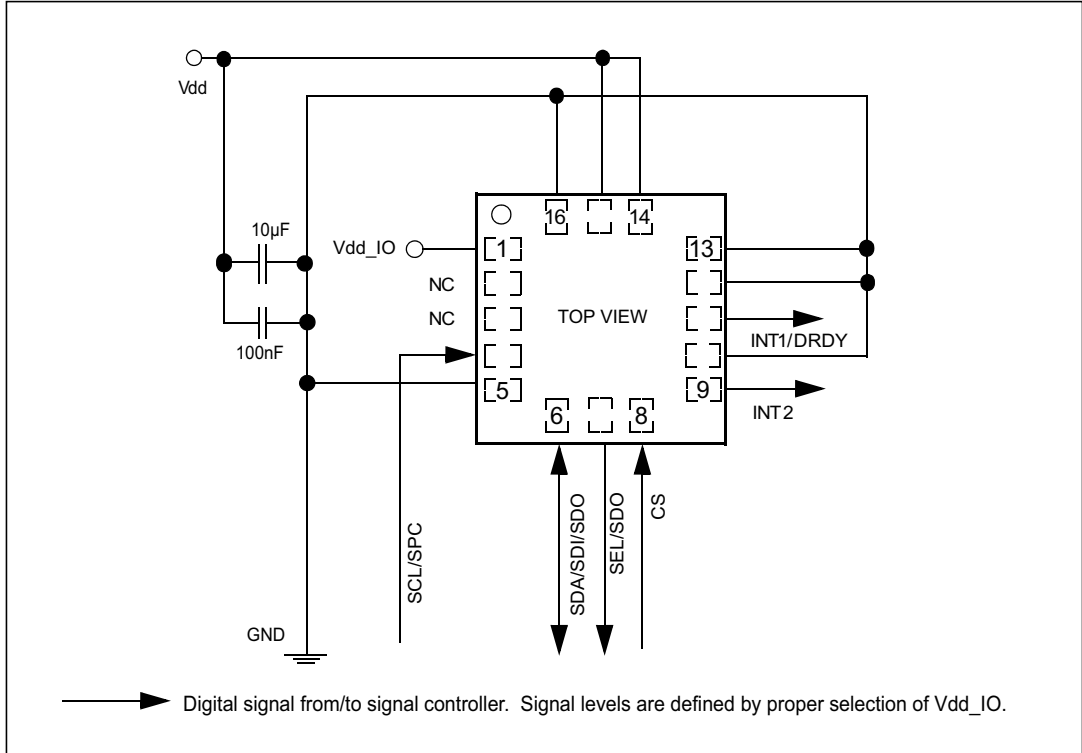 Vdd
10µF
100nF
Vdd_IO
NC
NC
16
14
1
13
TOP VIEW
INT1/DRDY
5
9
INT2
6
8
SCL/SPC
SDA/SDI/SDO
SEL/SDO
CS
GND
Digital signal from/to signal controller. Signal levels are defined by proper selection of Vdd_IO.